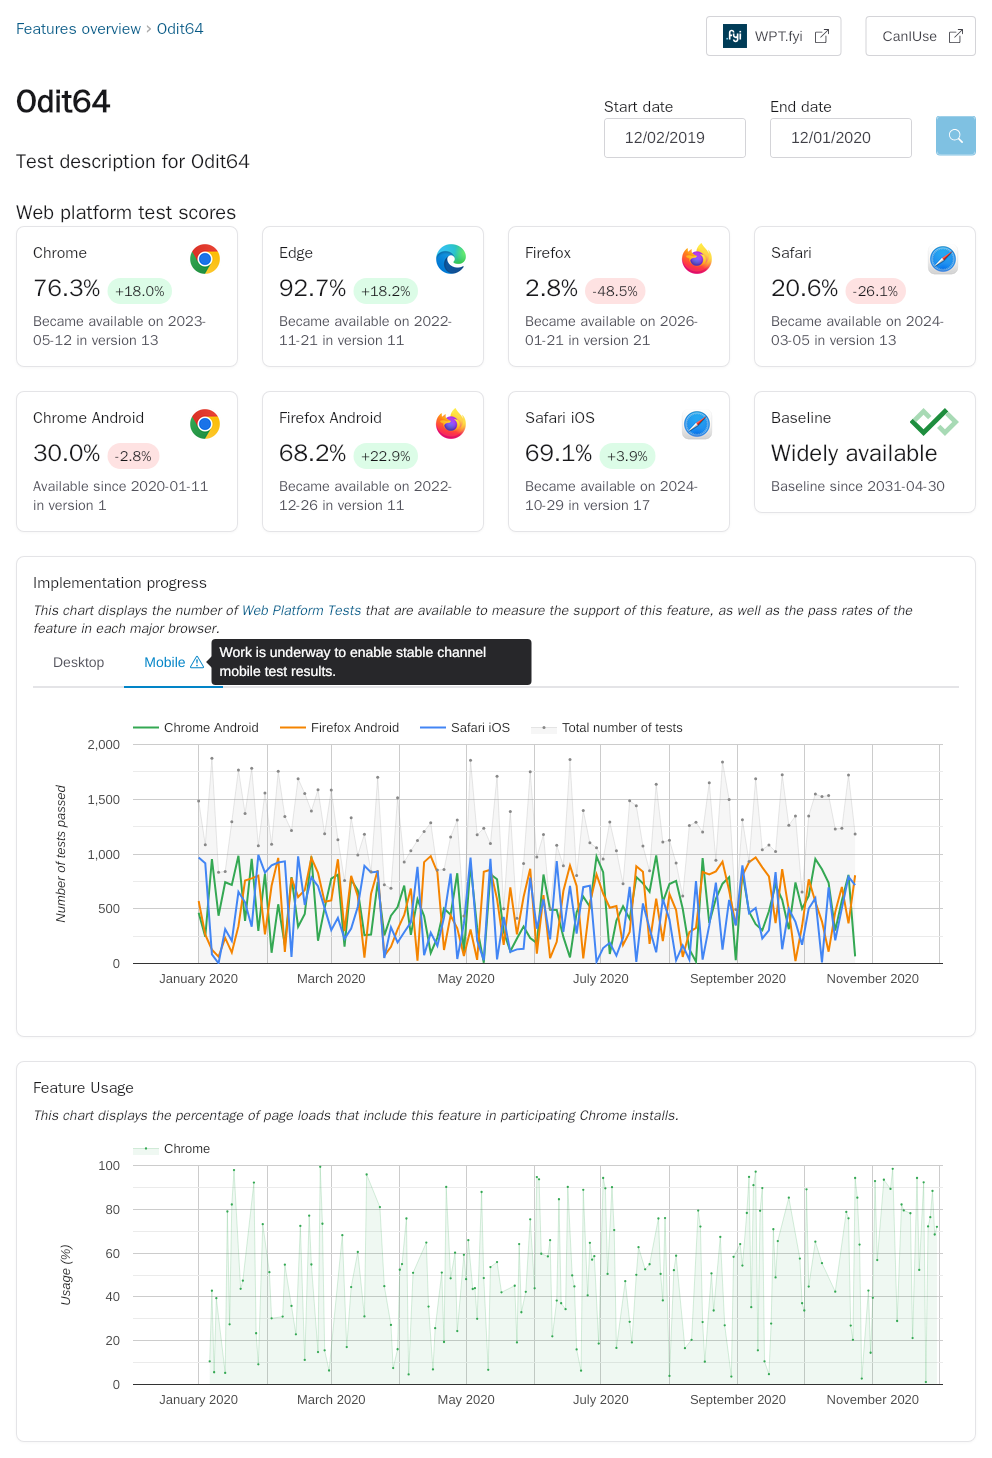 Features overview › Odit64
.fyi WPT.fyi
CanIUse
Odit64
Start date
End date
12/02/2019
12/01/2020
Test description for Odit64
Web platform test scores
Chrome
76.3% +18.0%
Became available on 2023-
05-12 in version 13
Edge
92.7% +18.2%
Became available on 2022-
11-21 in version 11
Firefox
2.8% -48.5%
Became available on 2026-
01-21 in version 21
Safari
20.6% -26.1%
Became available on 2024-
03-05 in version 13
Chrome Android
30.0% -2.8%
Available since 2020-01-11
in version 1
Firefox Android
68.2% +22.9%
Became available on 2022-
12-26 in version 11
Safari iOS
69.1% +3.9%
Became available on 2024-
10-29 in version 17
Baseline
Widely available
Baseline since 2031-04-30
Implementation progress
This chart displays the number of Web Platform Tests that are available to measure the support of this feature, as well as the pass rates of the
feature in each major browser.
Desktop
Mobile
Work is underway to enable stable channel
mobile test results.
Chrome Android Firefox Android Safari iOS Total number of tests
Number of tests passed
2,000
1,500
1,000
500
0
January 2020 March 2020 May 2020 July 2020 September 2020 November 2020
Feature Usage
This chart displays the percentage of page loads that include this feature in participating Chrome installs.
Chrome
Usage (%)
100
80
60
40
20
0
January 2020 March 2020 May 2020 July 2020 September 2020 November 2020